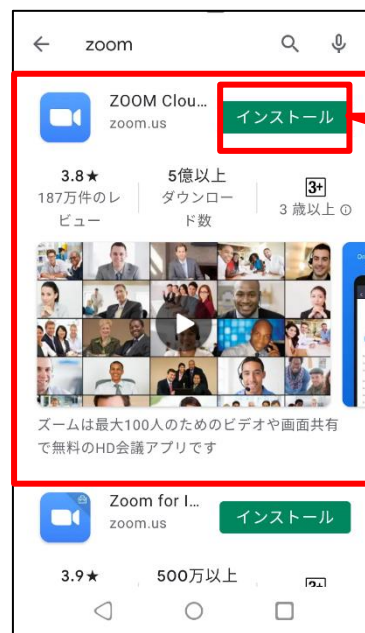 zoom
ZOOM Clou...
zoom.us
インストール
3.8★
187万件のレ
ビュー
5億以上
ダウンロー
ド数
3+
3 歳以上
ズームは最大100人のためのビデオや画面共有
で無料のHD会議アプリです
Zoom for I...
zoom.us
インストール
3.9★
500万以上